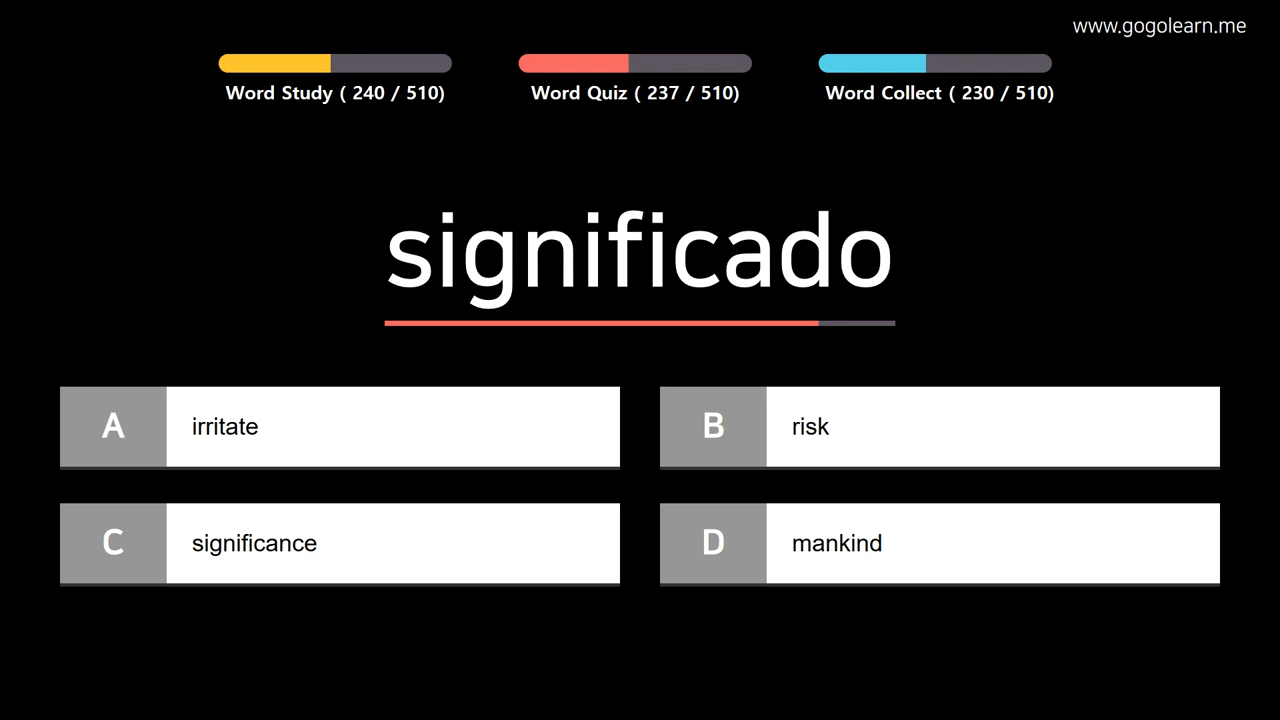 www.gogolearn.me
Word Study ( 240 / 510)
Word Quiz ( 237 / 510)
Word Collect ( 230 / 510)
significado
A irritate
B risk
C significance
D mankind